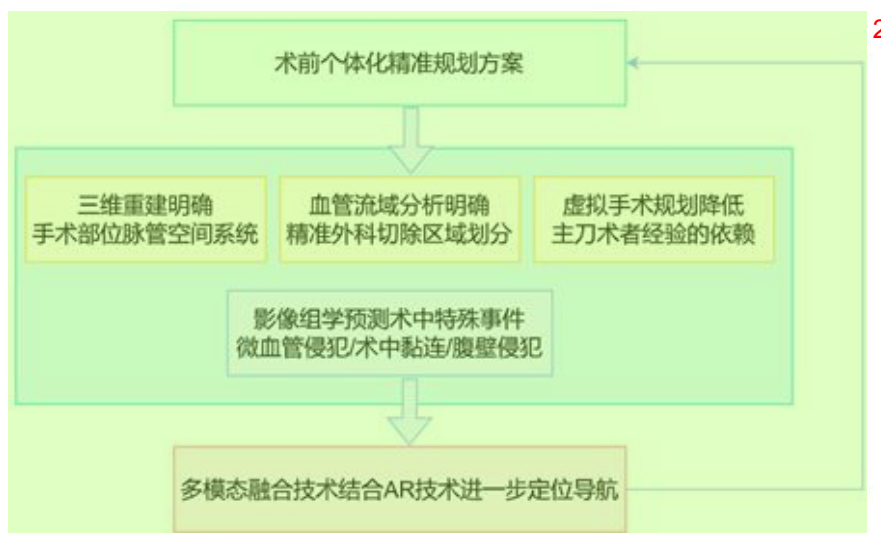 2
术前个体化精准规划方案
三维重建明确
手术部位脉管空间系统
血管流域分析明确
精准外科切除区域划分
虚拟手术规划降低
主刀术者经验的依赖
影像组学预测术中特殊事件
微血管侵犯/术中黏连/腹壁侵犯
多模态融合技术结合AR技术进一步定位导航